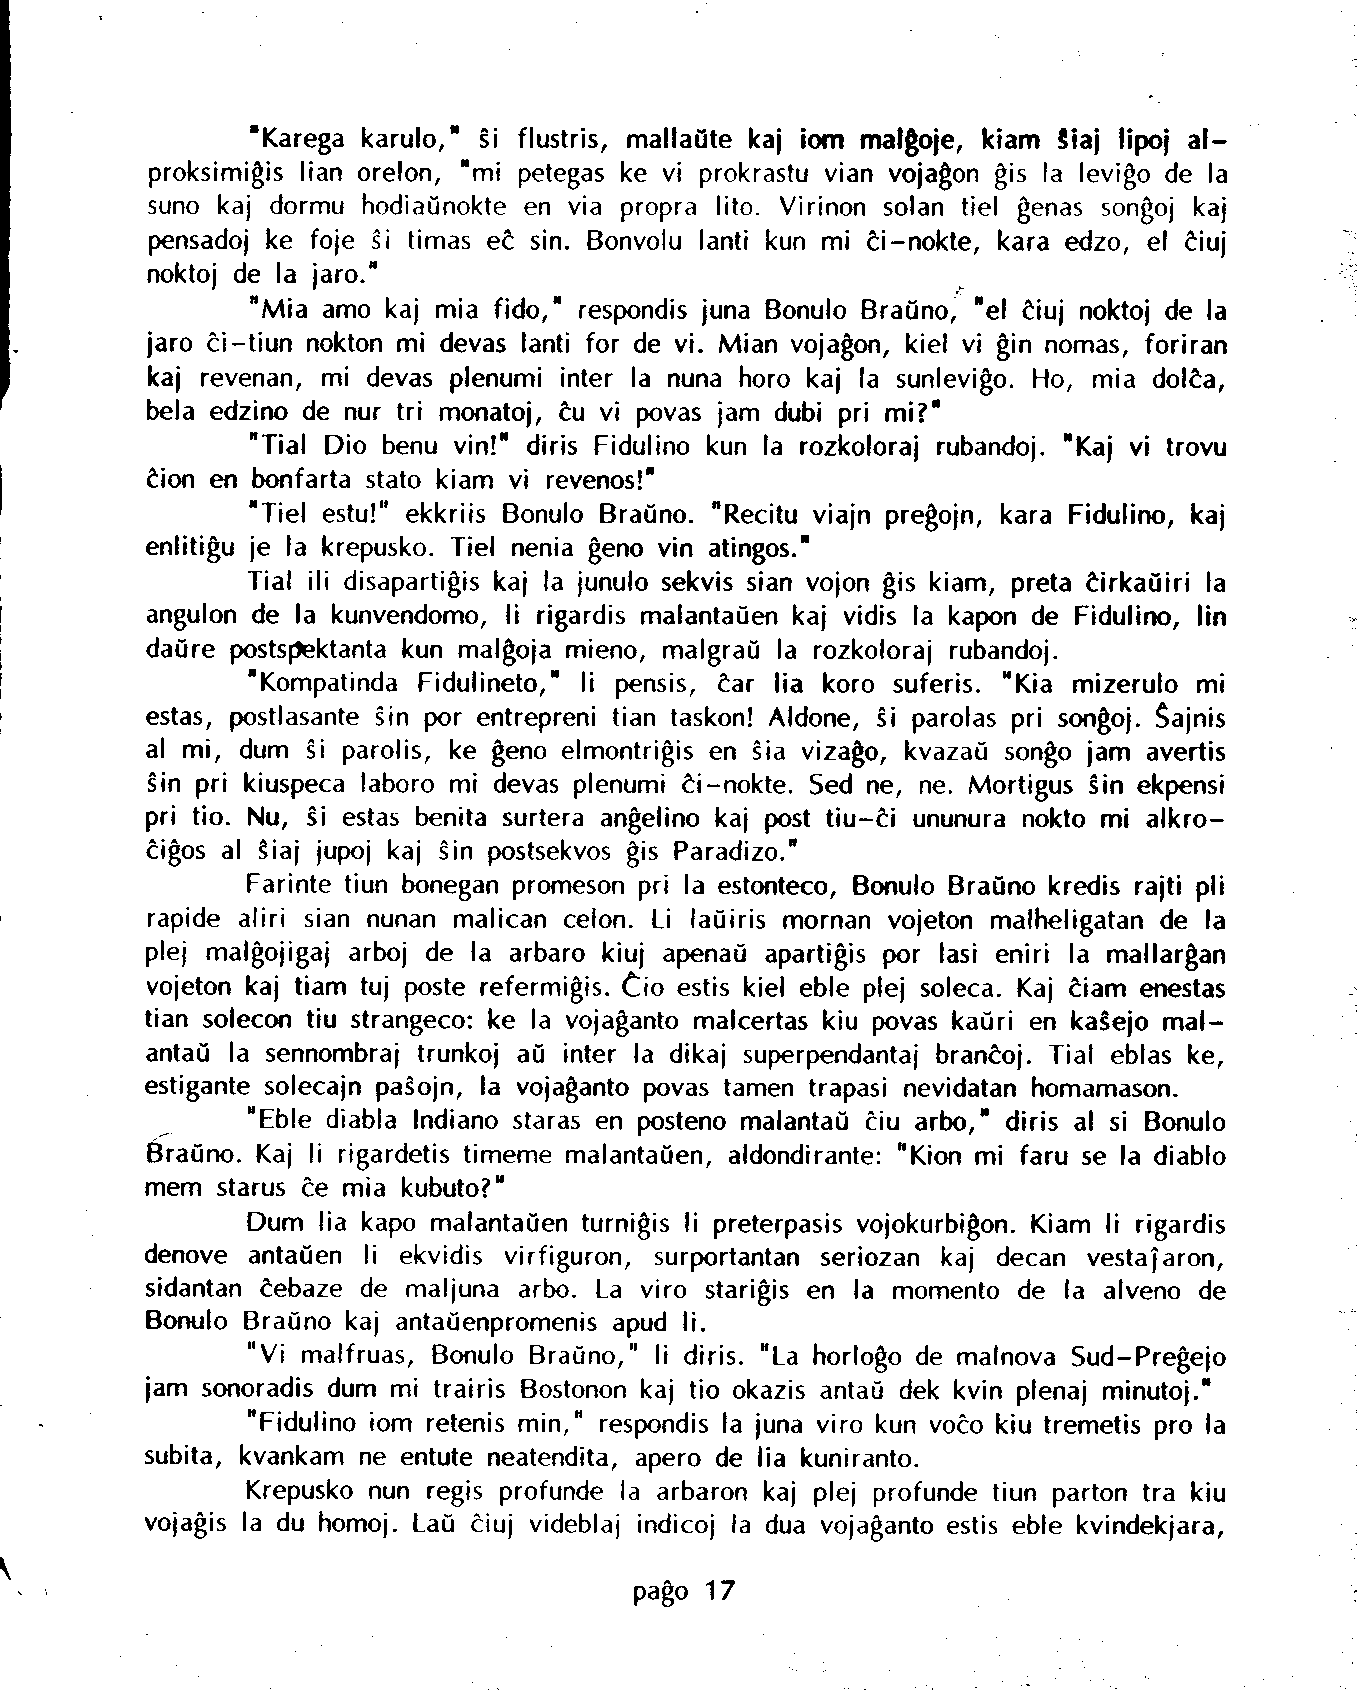 "Karega karulo," ŝi flustris, mallaŭte kaj iom malĝoje, kiam ŝiaj lipoj al-
proksimiĝis lian orelon, "mi petegas ke vi prokrastu vian vojaĝon ĝis la leviĝo de la
suno kaj dormu hodiaŭnokte en via propra lito. Virinon solan tiel ĝenas sonĝoj kaj
pensadoj ke foje ŝi timas eĉ sin. Bonvolu lanti kun mi ĉi-nokte, kara edzo, el ĉiuj
noktoj de la jaro."
"Mia amo kaj mia fido," respondis juna Bonulo Braŭno, "el ĉiuj noktoj de la
jaro ĉi-tiun nokton mi devas lanti for de vi. Mian vojaĝon, kiel vi ĝin nomas, foriran
kaj revenan, mi devas plenumi inter la nuna horo kaj la sunleviĝo. Ho, mia dolĉa,
bela edzino de nur tri monatoj, ĉu vi povas jam dubi pri mi?"
"Tial Dio benu vin!" diris Fidulino kun la rozkoloraj rubandoj. "Kaj vi trovu
ĉion en bonfarta stato kiam vi revenos!"
"Tiel estu!" ekkriis Bonulo Braŭno. "Recitu viajn preĝojn, kara Fidulino, kaj
enlitiĝu je la krepusko. Tiel nenia ĝeno vin atingos."
Tial ili disapartiĝis kaj la junulo sekvis sian vojon ĝis kiam, preta ĉirkaŭiri la
angulon de la kunvendomo, li rigardis malantaŭen kaj vidis la kapon de Fidulino, lin
daŭre postspektanta kun malĝoja mieno, malgraŭ la rozkoloraj rubandoj.
"Kompatinda Fidulineto," li pensis, ĉar lia koro suferis. "Kia mizerulo mi
estas, postlasante ŝin por entrepreni tian taskon! Aldone, ŝi parolas pri sonĝoj. Ŝajnis
al mi, dum ŝi parolis, ke ĝeno elmontriĝis en ŝia vizaĝo, kvazaŭ sonĝo jam avertis
ŝin pri kiuspeca laboro mi devas plenumi ĉi-nokte. Sed ne, ne. Mortigus ŝin ekpensi
pri tio. Nu, ŝi estas benita surtera anĝelino kaj post tiu-ĉi ununura nokto mi alkro-
ĉiĝos al ŝiaj jupoj kaj ŝin postsekvos ĝis Paradizo."
Farinte tiun bonegan promeson pri la estonteco, Bonulo Braŭno kredis rajti pli
rapide aliri sian nunan malican celon. Li laŭiris mornan vojeton malheligatan de la
plej malĝojigaj arboj de la arbaro kiuj apenaŭ apartiĝis por lasi eniri la mallarĝan
vojeton kaj tiam tuj poste refermiĝis. Ĉio estis kiel eble plej soleca. Kaj ĉiam enestas
tian solecon tiu strangeco: ke la vojaĝanto malcertas kiu povas kaŭri en kaŝejo mal-
antaŭ la sennombraj trunkoj aŭ inter la dikaj superpendantaj branĉoj. Tial eblas ke,
estigante solecajn paŝojn, la vojaĝanto povas tamen trapasi nevidatan homamason.
"Eble diabla Indiano staras en posteno malantaŭ ĉiu arbo," diris al si Bonulo
Braŭno. Kaj li rigardetis timeme malantaŭen, aldondirante: "Kion mi faru se la diablo
mem starus ĉe mia kubuto?"
Dum lia kapo malantaŭen turniĝis li preterpasis vojokurbiĝon. Kiam li rigardis
denove antaŭen li ekvidis virfiguron, surportantan seriozan kaj decan vestaĵaron,
sidantan ĉebaze de maljuna arbo. La viro stariĝis en la momento de la alveno de
Bonulo Braŭno kaj antaŭenpromenis apud li.
"Vi malfruas, Bonulo Braŭno," li diris. "La horloĝo de malnova Sud-Preĝejo
jam sonoradis dum mi trairis Bostonon kaj tio okazis antaŭ dek kvin plenaj minutoj."
"Fidulino iom retenis min," respondis la juna viro kun voĉo kiu tremetis pro la
subita, kvankam ne entute neatendita, apero de lia kuniranto.
Krepusko nun regis profunde la arbaron kaj plej profunde tiun parton tra kiu
vojaĝis la du homoj. Laŭ ĉiuj videblaj indicoj la dua vojaĝanto estis eble kvindekjara,
paĝo 17